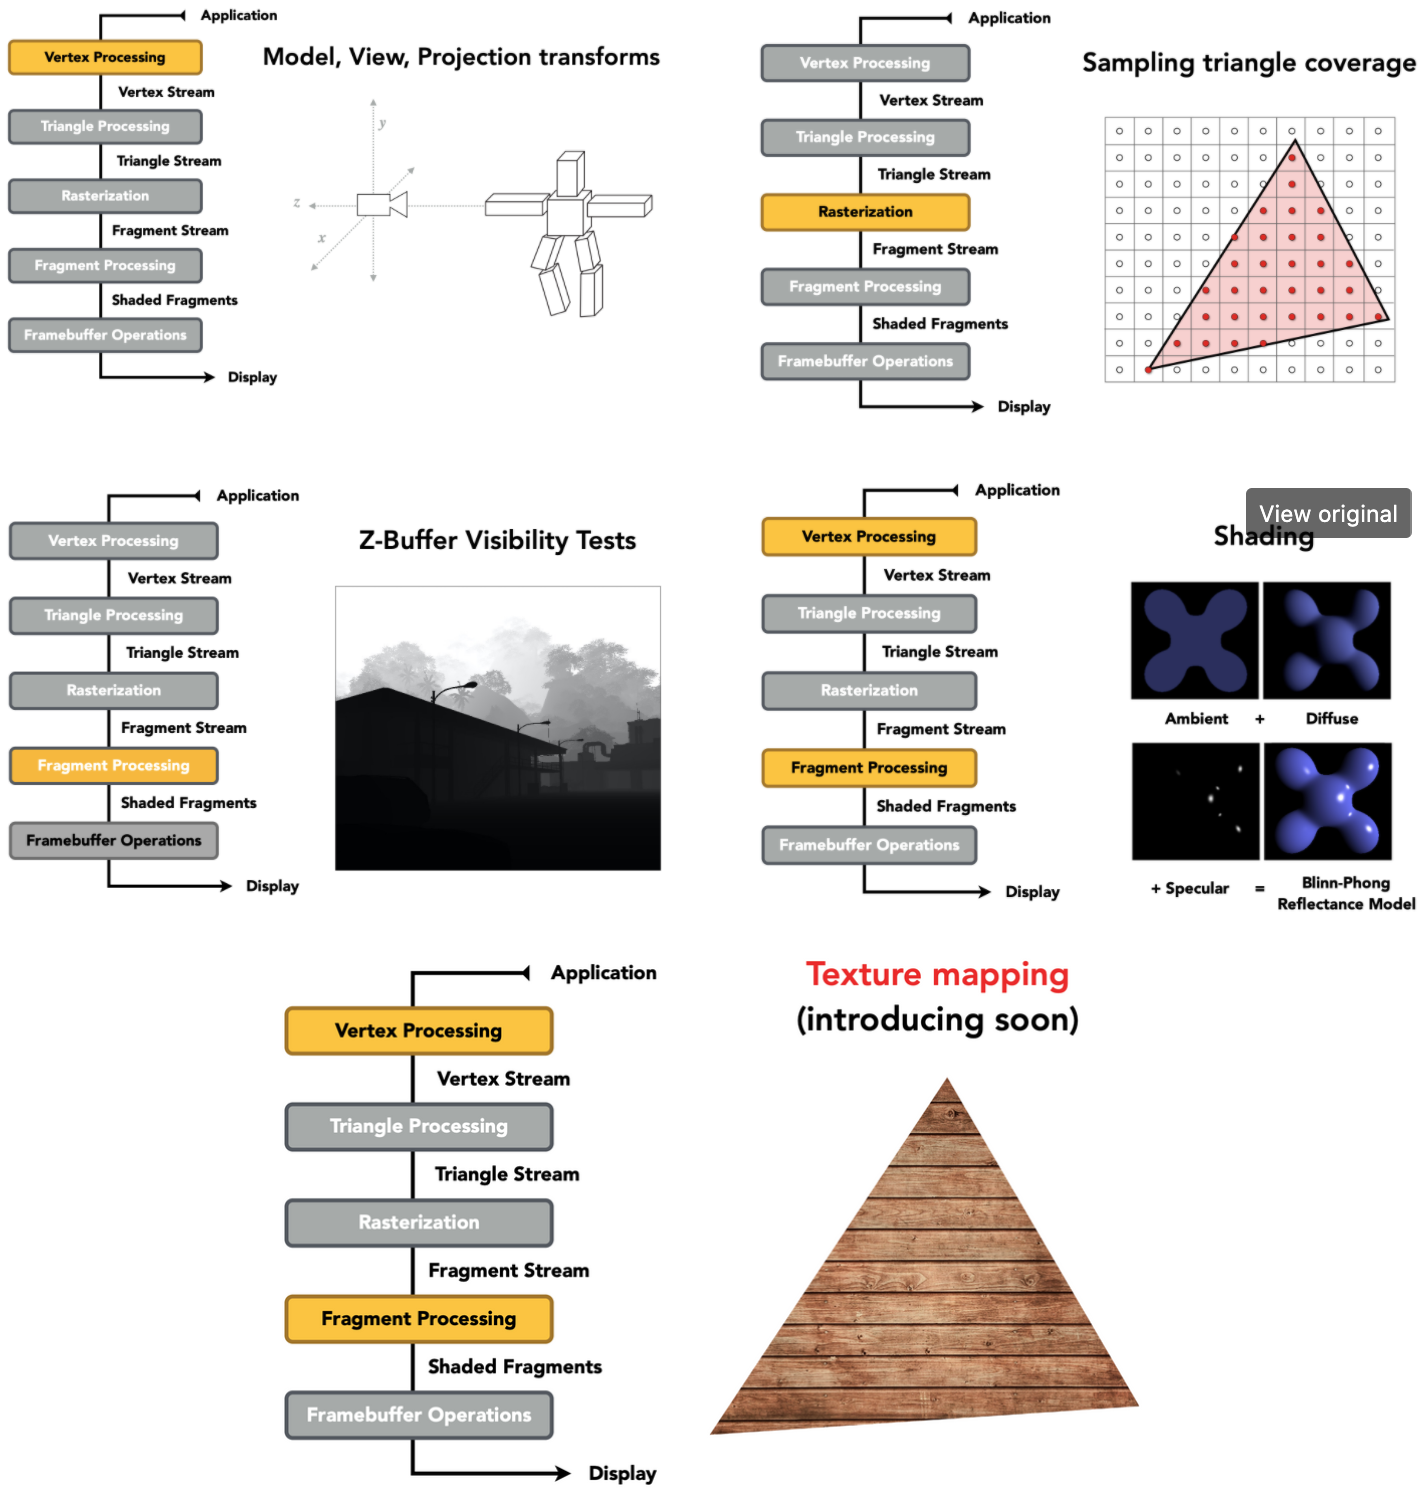 Application
Vertex Processing
Vertex Stream
Triangle Processing
Triangle Stream
Rasterization
Fragment Stream
Fragment Processing
Shaded Fragments
Framebuffer Operations
Display
Model, View, Projection transforms
y
z
x
Application
Vertex Processing
Vertex Stream
Triangle Processing
Triangle Stream
Rasterization
Fragment Stream
Fragment Processing
Shaded Fragments
Framebuffer Operations
Display
Sampling triangle coverage
Application
Vertex Processing
Vertex Stream
Triangle Processing
Triangle Stream
Rasterization
Fragment Stream
Fragment Processing
Shaded Fragments
Framebuffer Operations
Display
Z-Buffer Visibility Tests
Application
Vertex Processing
Vertex Stream
Triangle Processing
Triangle Stream
Rasterization
Fragment Stream
Fragment Processing
Shaded Fragments
Framebuffer Operations
Display
View original
Shading
Ambient + Diffuse
+ Specular = Blinn-Phong
Reflectance Model
Application
Vertex Processing
Vertex Stream
Triangle Processing
Triangle Stream
Rasterization
Fragment Stream
Fragment Processing
Shaded Fragments
Framebuffer Operations
Display
Texture mapping
(introducing soon)